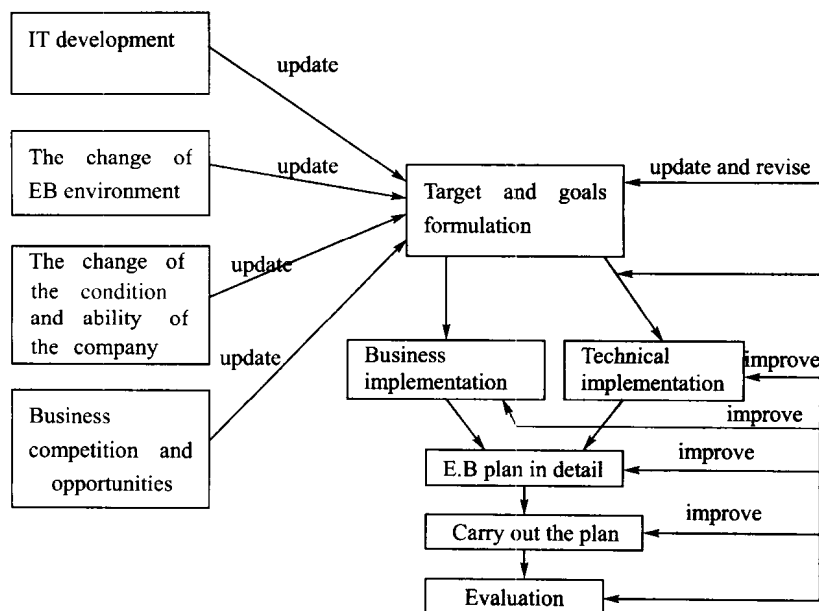 IT development
update
The change of
EB environment
update
The change of
the condition
and ability of
the company
update
Business
competition and
opportunities
update
Target and goals
formulation
update and revise
Business
implementation
Technical
implementation
improve
improve
E.B plan in detail
improve
Carry out the plan
improve
Evaluation